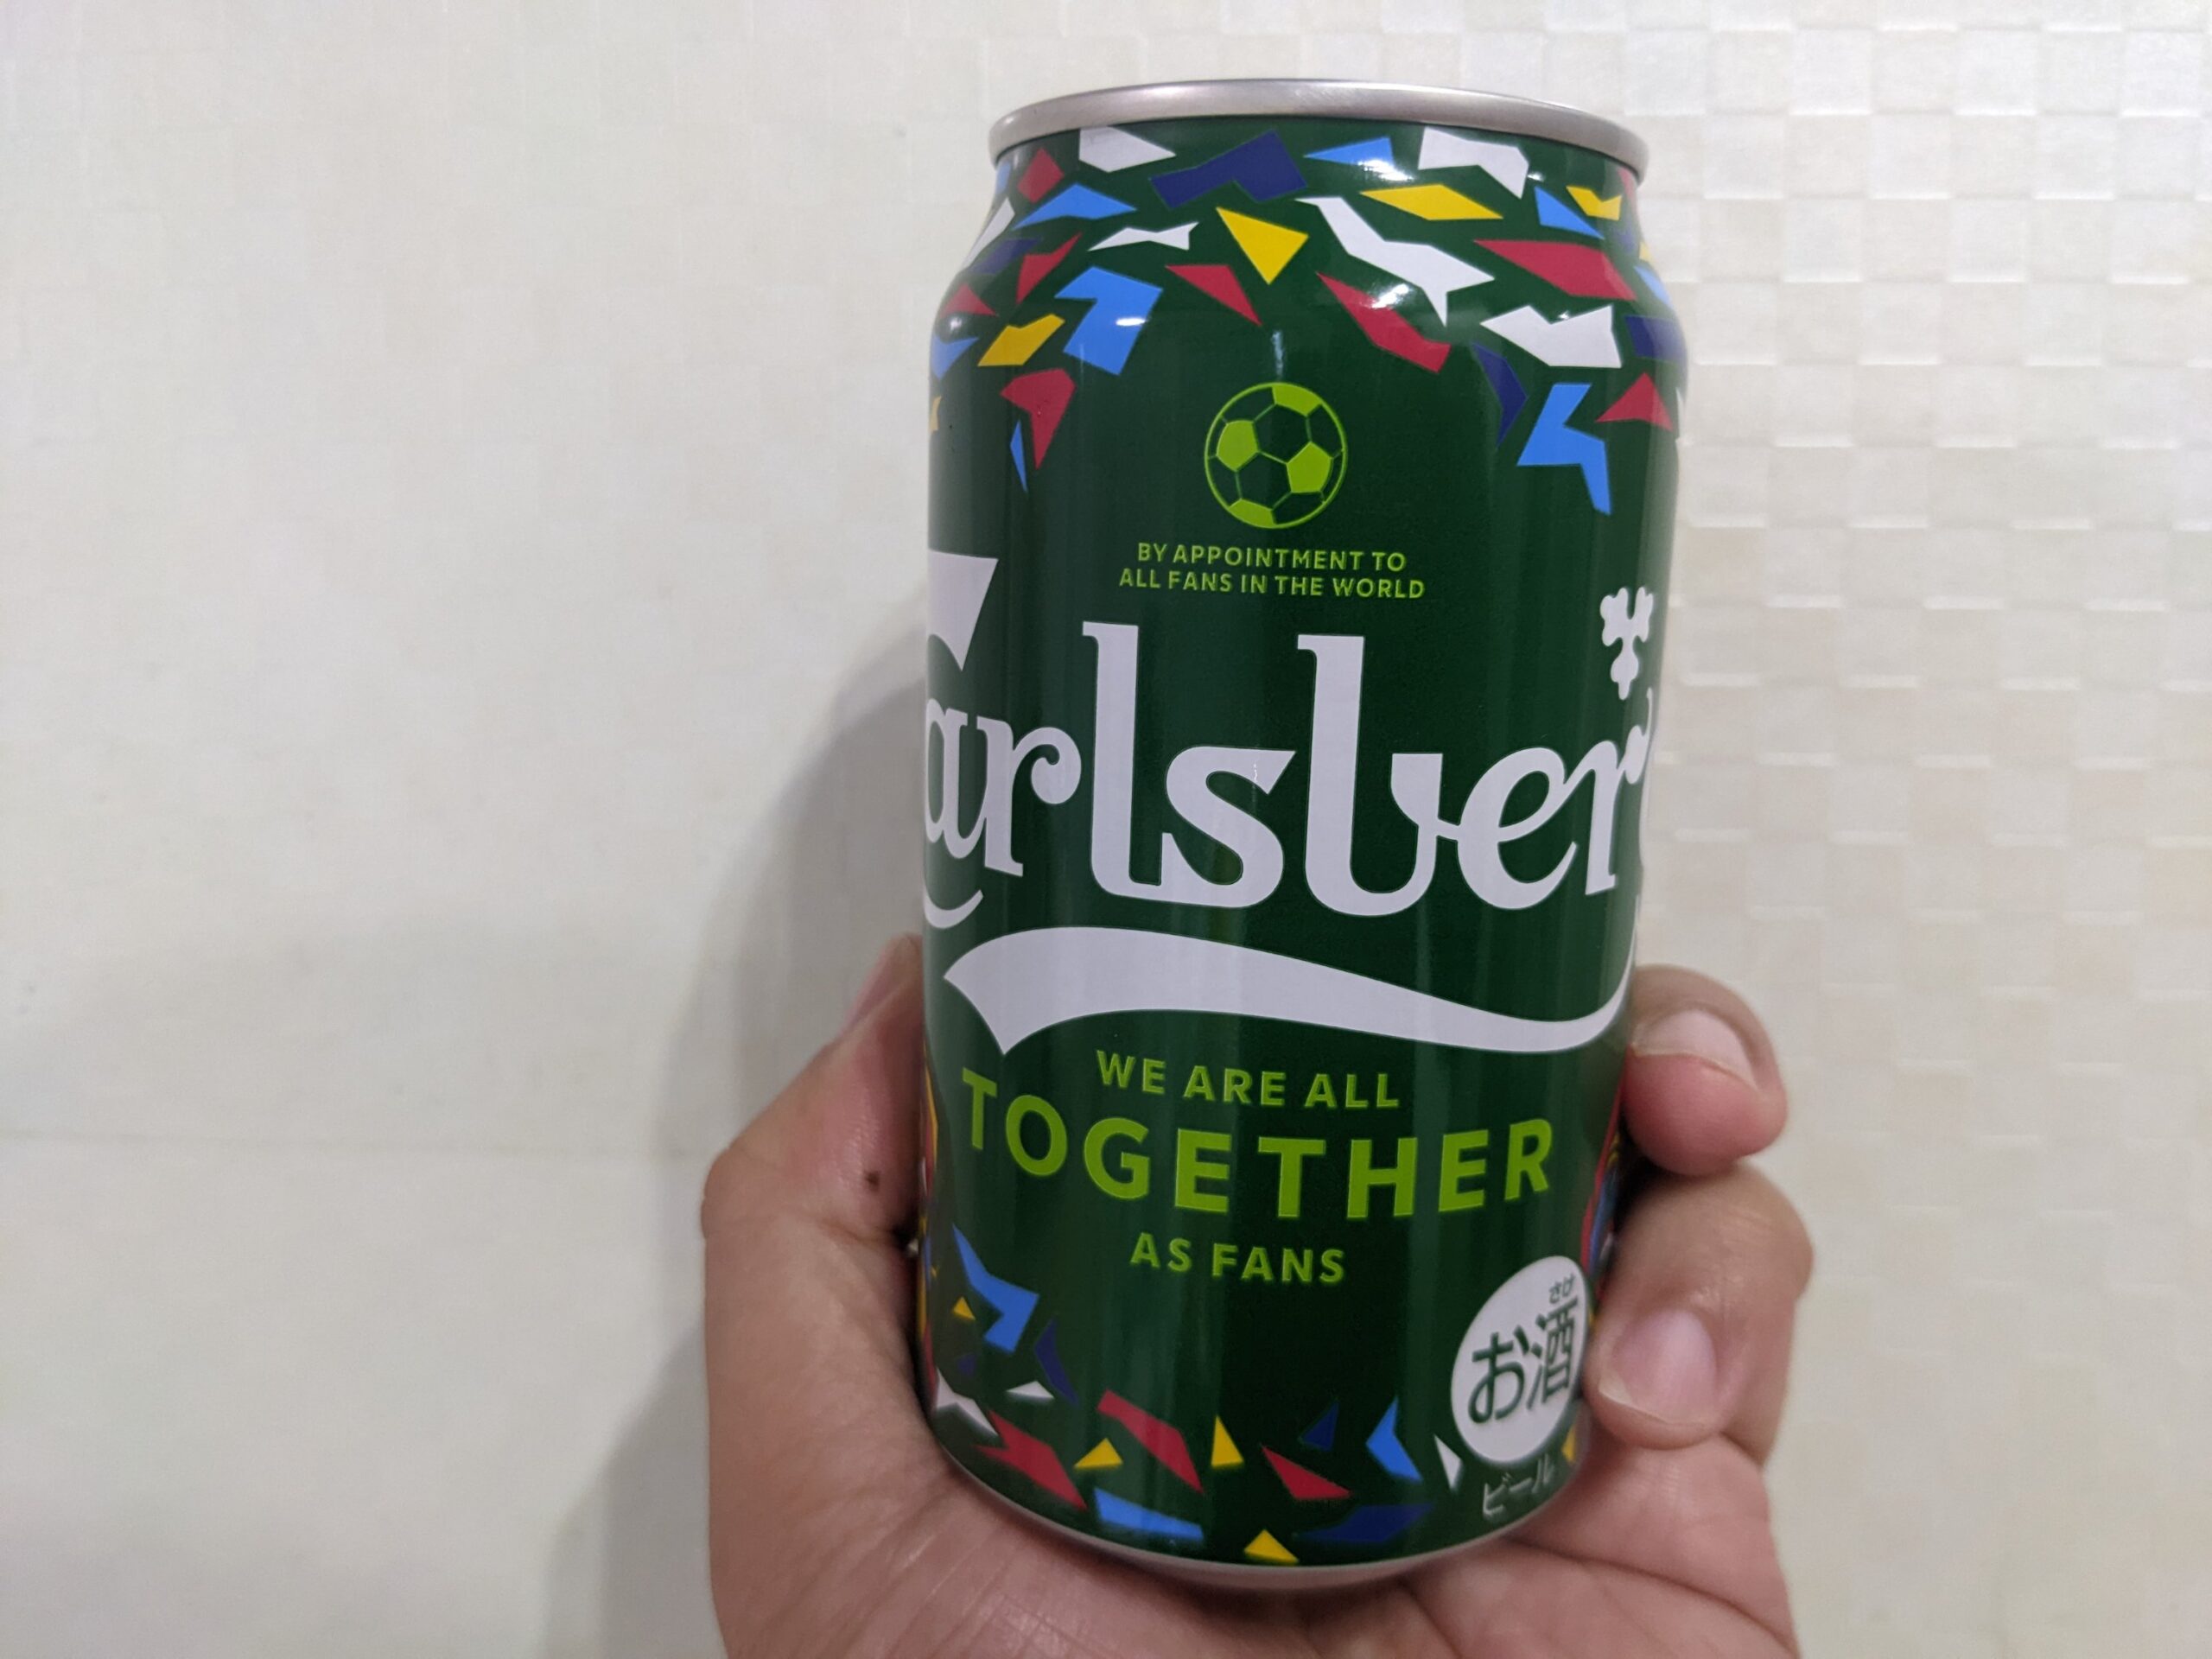 BY APPOINTMENT TO
ALL FANS IN THE WORLD
Carlsberg
WE ARE ALL
TOGETHER
AS FANS
さけ
お酒
ビール